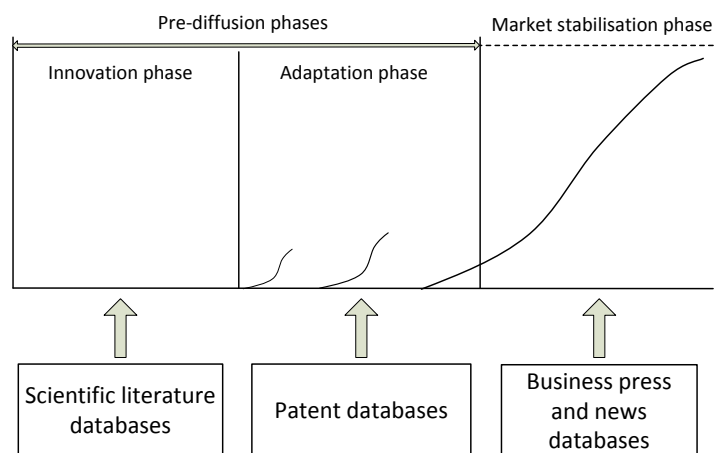 Pre-diffusion phases
Market stabilisation phase
Innovation phase
Adaptation phase
Scientific literature
databases
Patent databases
Business press
and news
databases